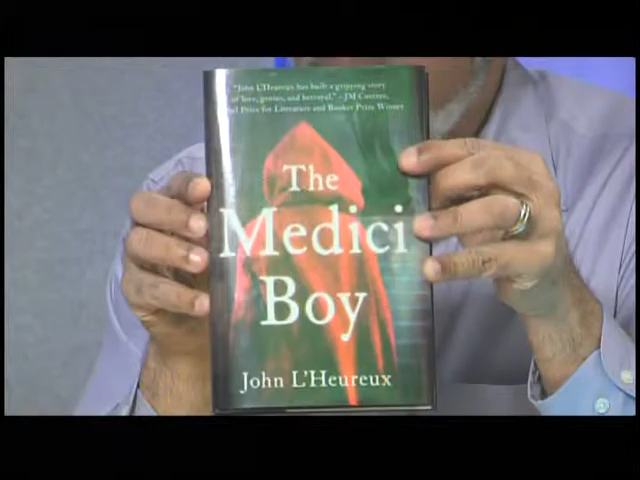 "John L'Heureux has built a gripping story
of love, genius, and betrayal." – JM Coetzee,
Prize for Literature and Booker Prize Winner
The
Medici
Boy
John L'Heureux